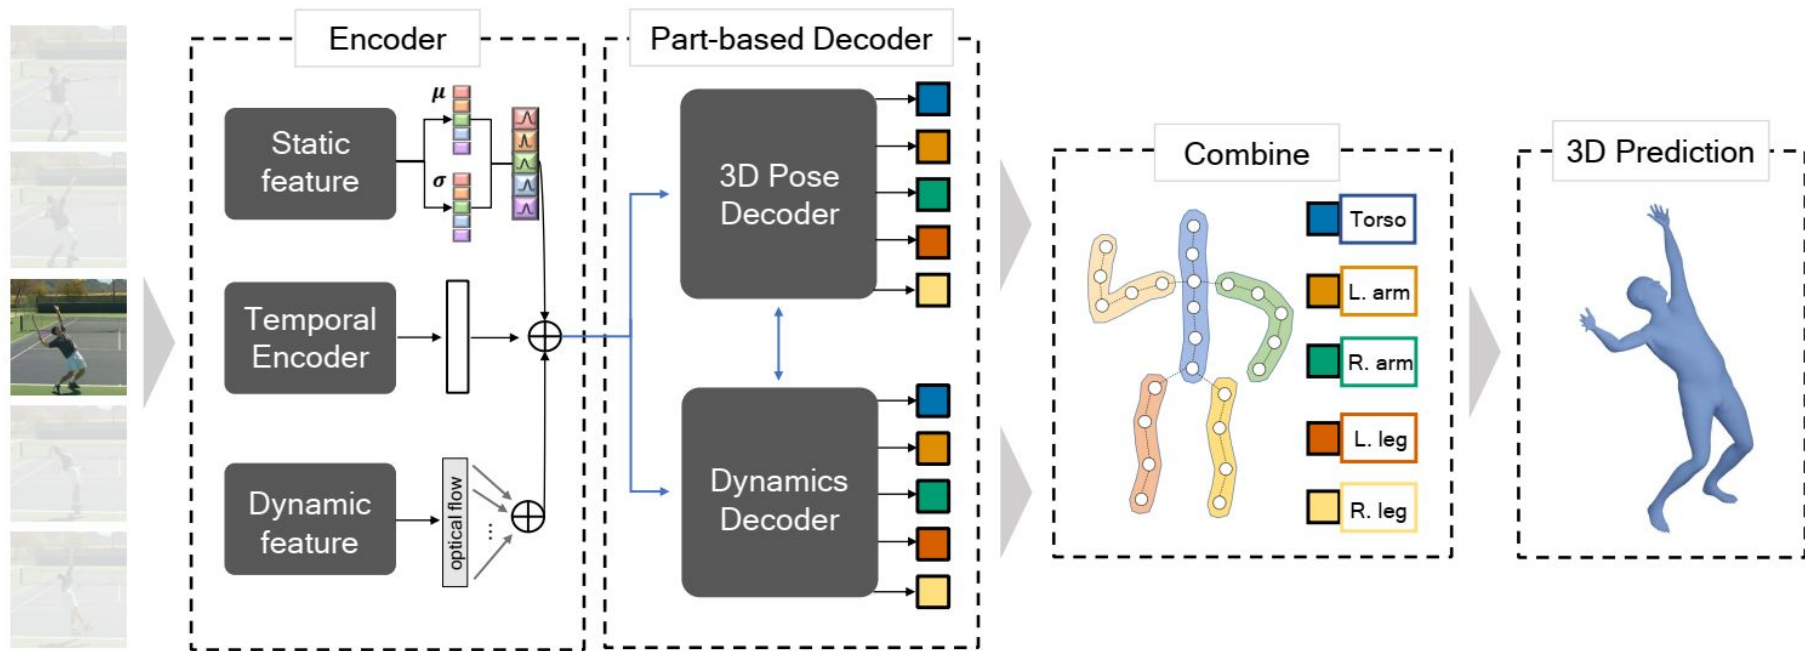 Encoder
Static
feature
μ
σ
Temporal
Encoder
Dynamic
feature
optical flow
...
Part-based Decoder
3D Pose
Decoder
Dynamics
Decoder
Combine
Torso
L. arm
R. arm
L. leg
R. leg
3D Prediction